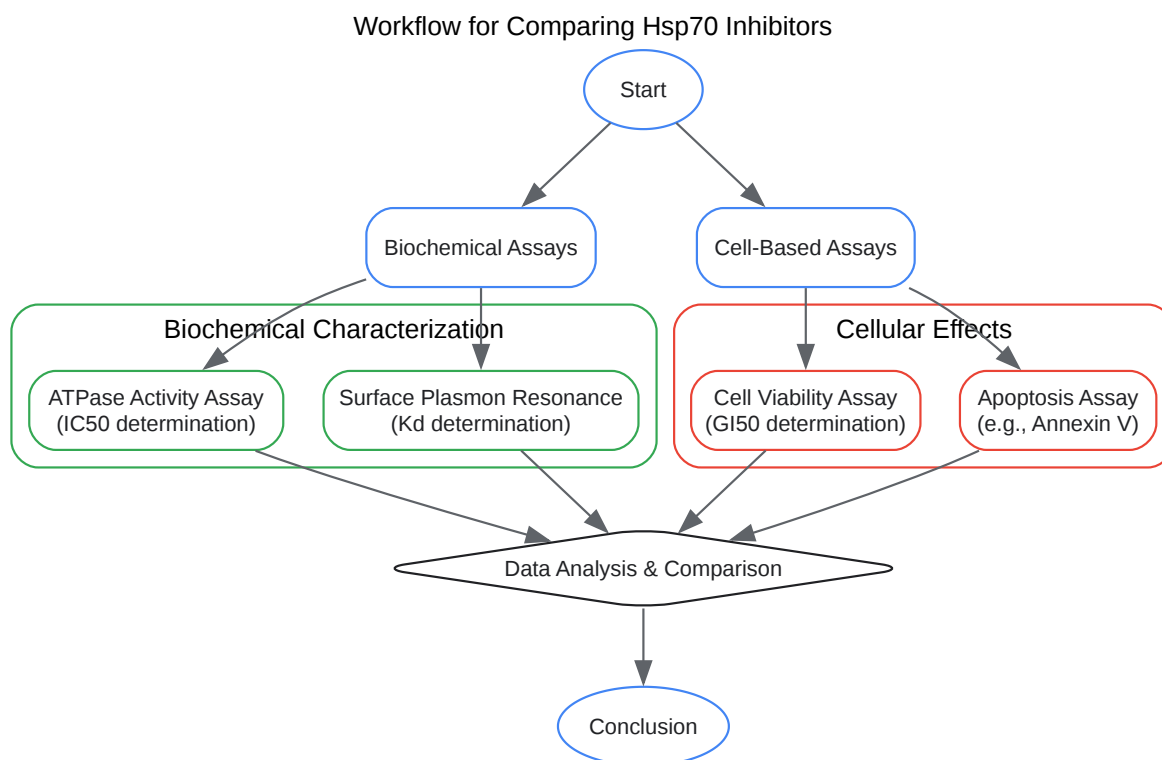 Workflow for Comparing Hsp70 Inhibitors
Start
Biochemical Assays
Cell-Based Assays
Biochemical Characterization
Cellular Effects
ATPase Activity Assay
(IC50 determination)
Surface Plasmon Resonance
(Kd determination)
Cell Viability Assay
(GI50 determination)
Apoptosis Assay
(e.g., Annexin V)
Data Analysis & Comparison
Conclusion